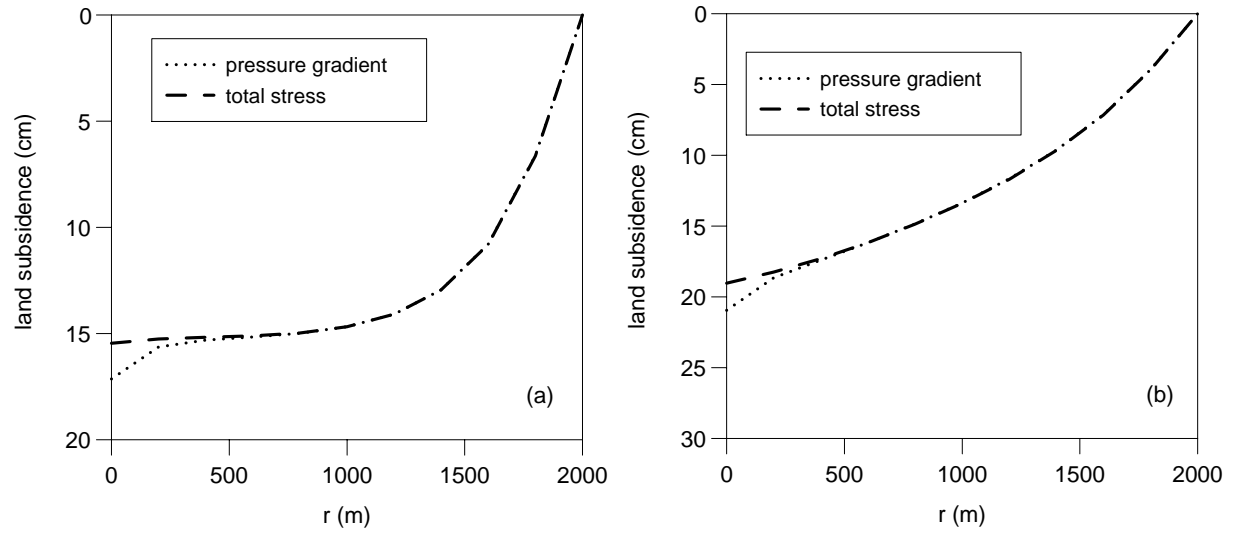 0
5
10
15
20
land subsidence (cm)
pressure gradient
total stress
(a)
0 500 1000 1500 2000
r (m)
0
5
10
15
20
25
30
land subsidence (cm)
pressure gradient
total stress
(b)
0 500 1000 1500 2000
r (m)